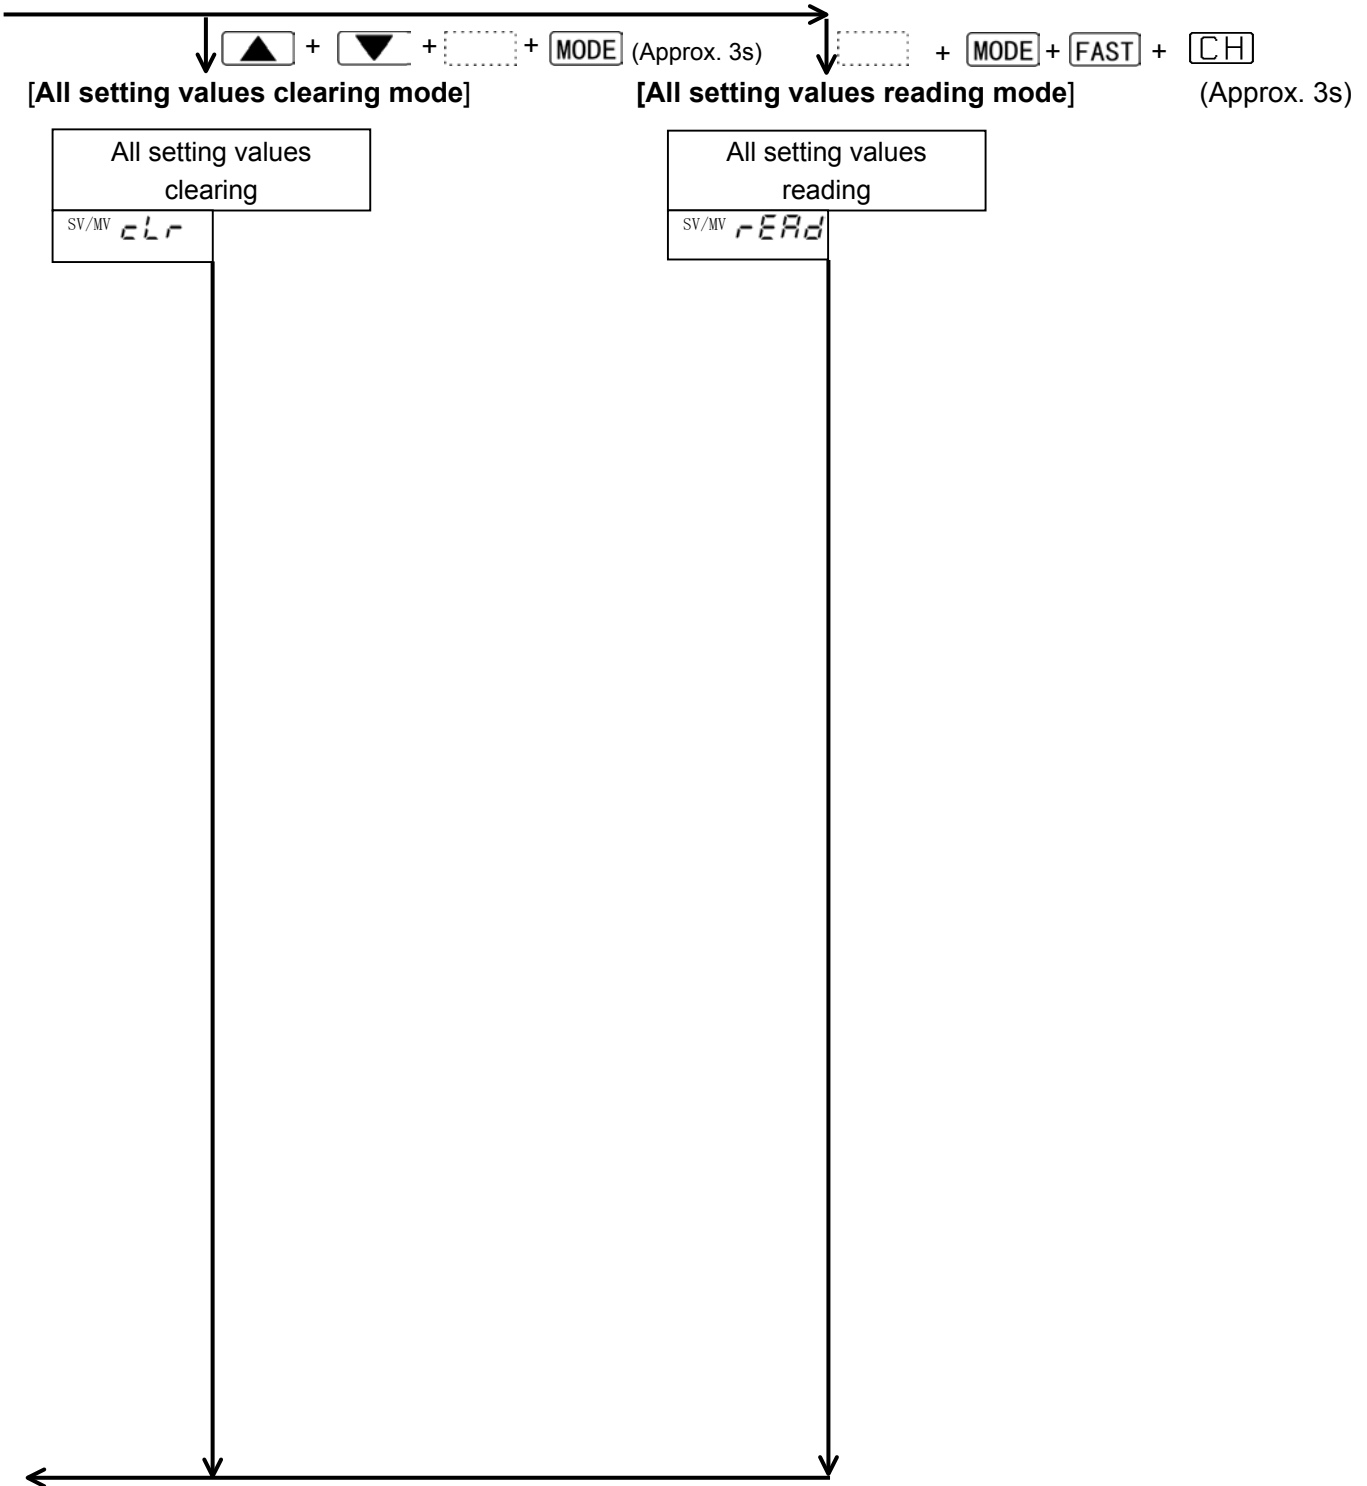 ▲ + ▼ + + MODE (Approx. 3s)
+ MODE + FAST + CH
[All setting values clearing mode]
[All setting values reading mode]
(Approx. 3s)
All setting values
clearing
SV/MV cLr
All setting values
reading
SV/MV rEAd